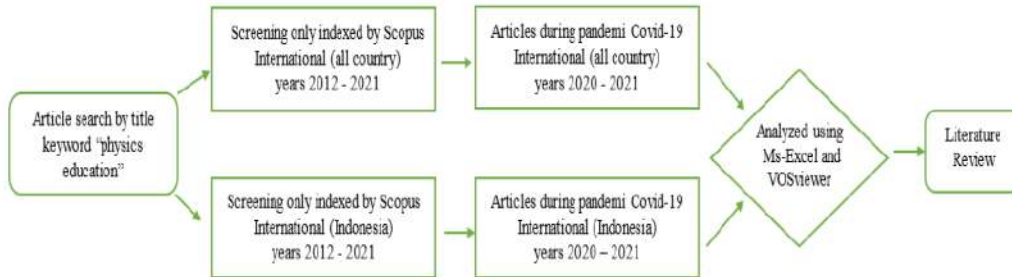 Article search by title
keyword “physics
education”
Screening only indexed by Scopus
International (all country)
years 2012 - 2021
Articles during pandemi Covid-19
International (all country)
years 2020 - 2021
Screening only indexed by Scopus
International (Indonesia)
years 2012 - 2021
Articles during pandemi Covid-19
International (Indonesia)
years 2020 – 2021
Analyzed using
Ms-Excel and
VOSviewer
Literature
Review